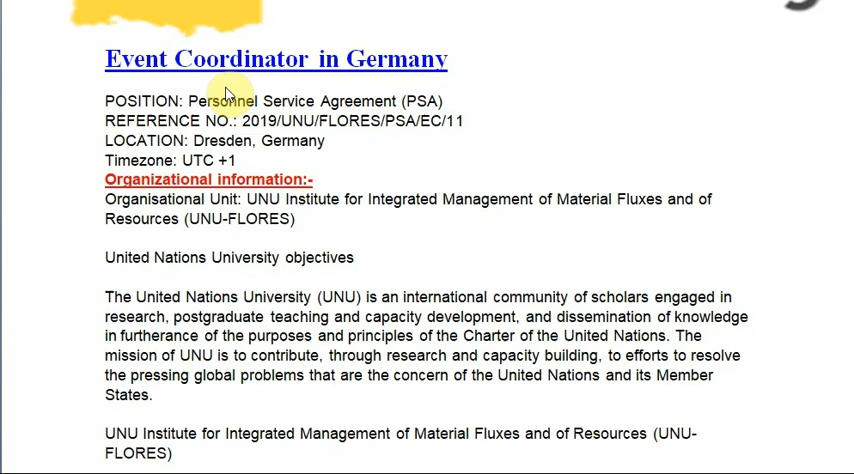 Event Coordinator in Germany
POSITION: Personnel Service Agreement (PSA)
REFERENCE NO.: 2019/UNU/FLORES/PSA/EC/11
LOCATION: Dresden, Germany
Timezone: UTC +1
Organizational information:-
Organisational Unit: UNU Institute for Integrated Management of Material Fluxes and of
Resources (UNU-FLORES)
United Nations University objectives
The United Nations University (UNU) is an international community of scholars engaged in
research, postgraduate teaching and capacity development, and dissemination of knowledge
in furtherance of the purposes and principles of the Charter of the United Nations. The
mission of UNU is to contribute, through research and capacity building, to efforts to resolve
the pressing global problems that are the concern of the United Nations and its Member
States.
UNU Institute for Integrated Management of Material Fluxes and of Resources (UNU-
FLORES)